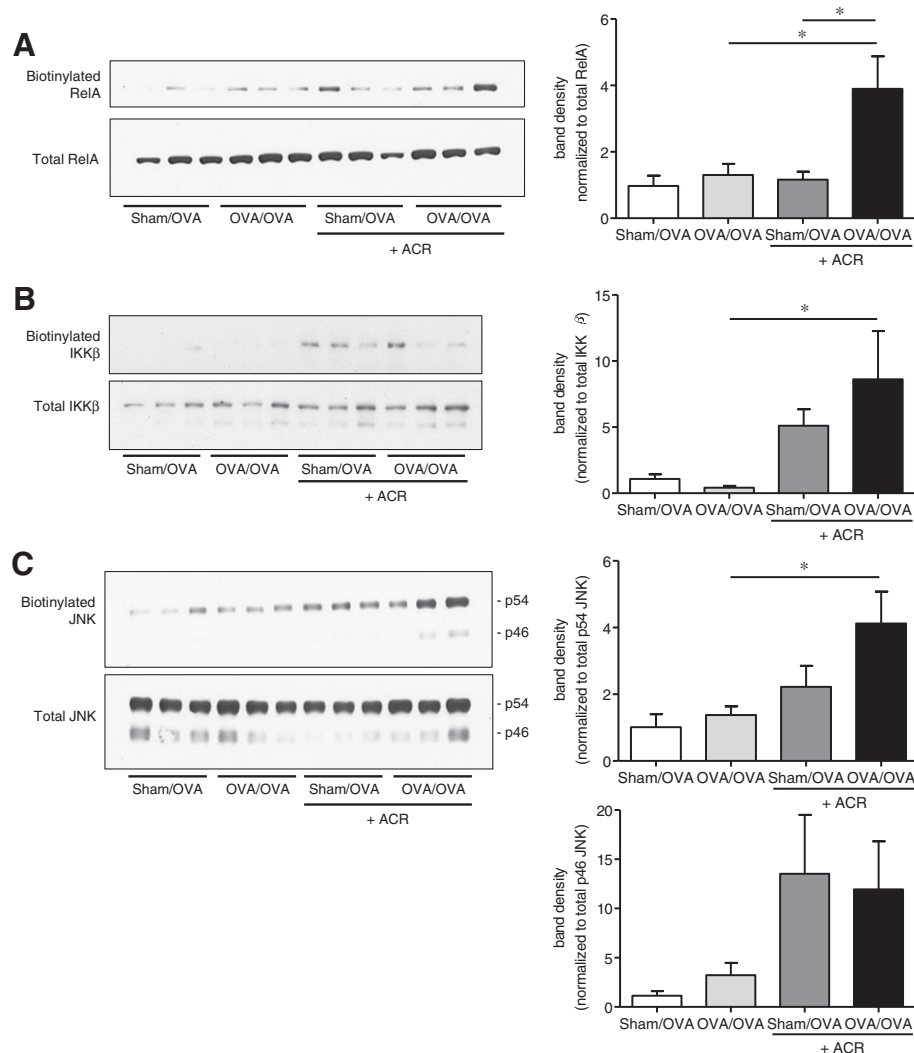 A
Biotinylated
RelA
Total RelA
Sham/OVA OVA/OVA Sham/OVA OVA/OVA
+ ACR
band density
(normalized to total RelA)
6
4
2
0
*
*
Sham/OVA OVA/OVA Sham/OVA OVA/OVA
+ ACR
B
Biotinylated
IKKβ
Total IKKβ
Sham/OVA OVA/OVA Sham/OVA OVA/OVA
+ ACR
band density
(normalized to total IKK β)
15
10
5
0
*
Sham/OVA OVA/OVA Sham/OVA OVA/OVA
+ ACR
C
Biotinylated
JNK
- p54
- p46
Total JNK
- p54
- p46
Sham/OVA OVA/OVA Sham/OVA OVA/OVA
+ ACR
band density
(normalized to total p54 JNK)
6
4
2
0
*
Sham/OVA OVA/OVA Sham/OVA OVA/OVA
+ ACR
band density
(normalized to total p46 JNK)
20
15
10
5
0
Sham/OVA OVA/OVA Sham/OVA OVA/OVA
+ ACR